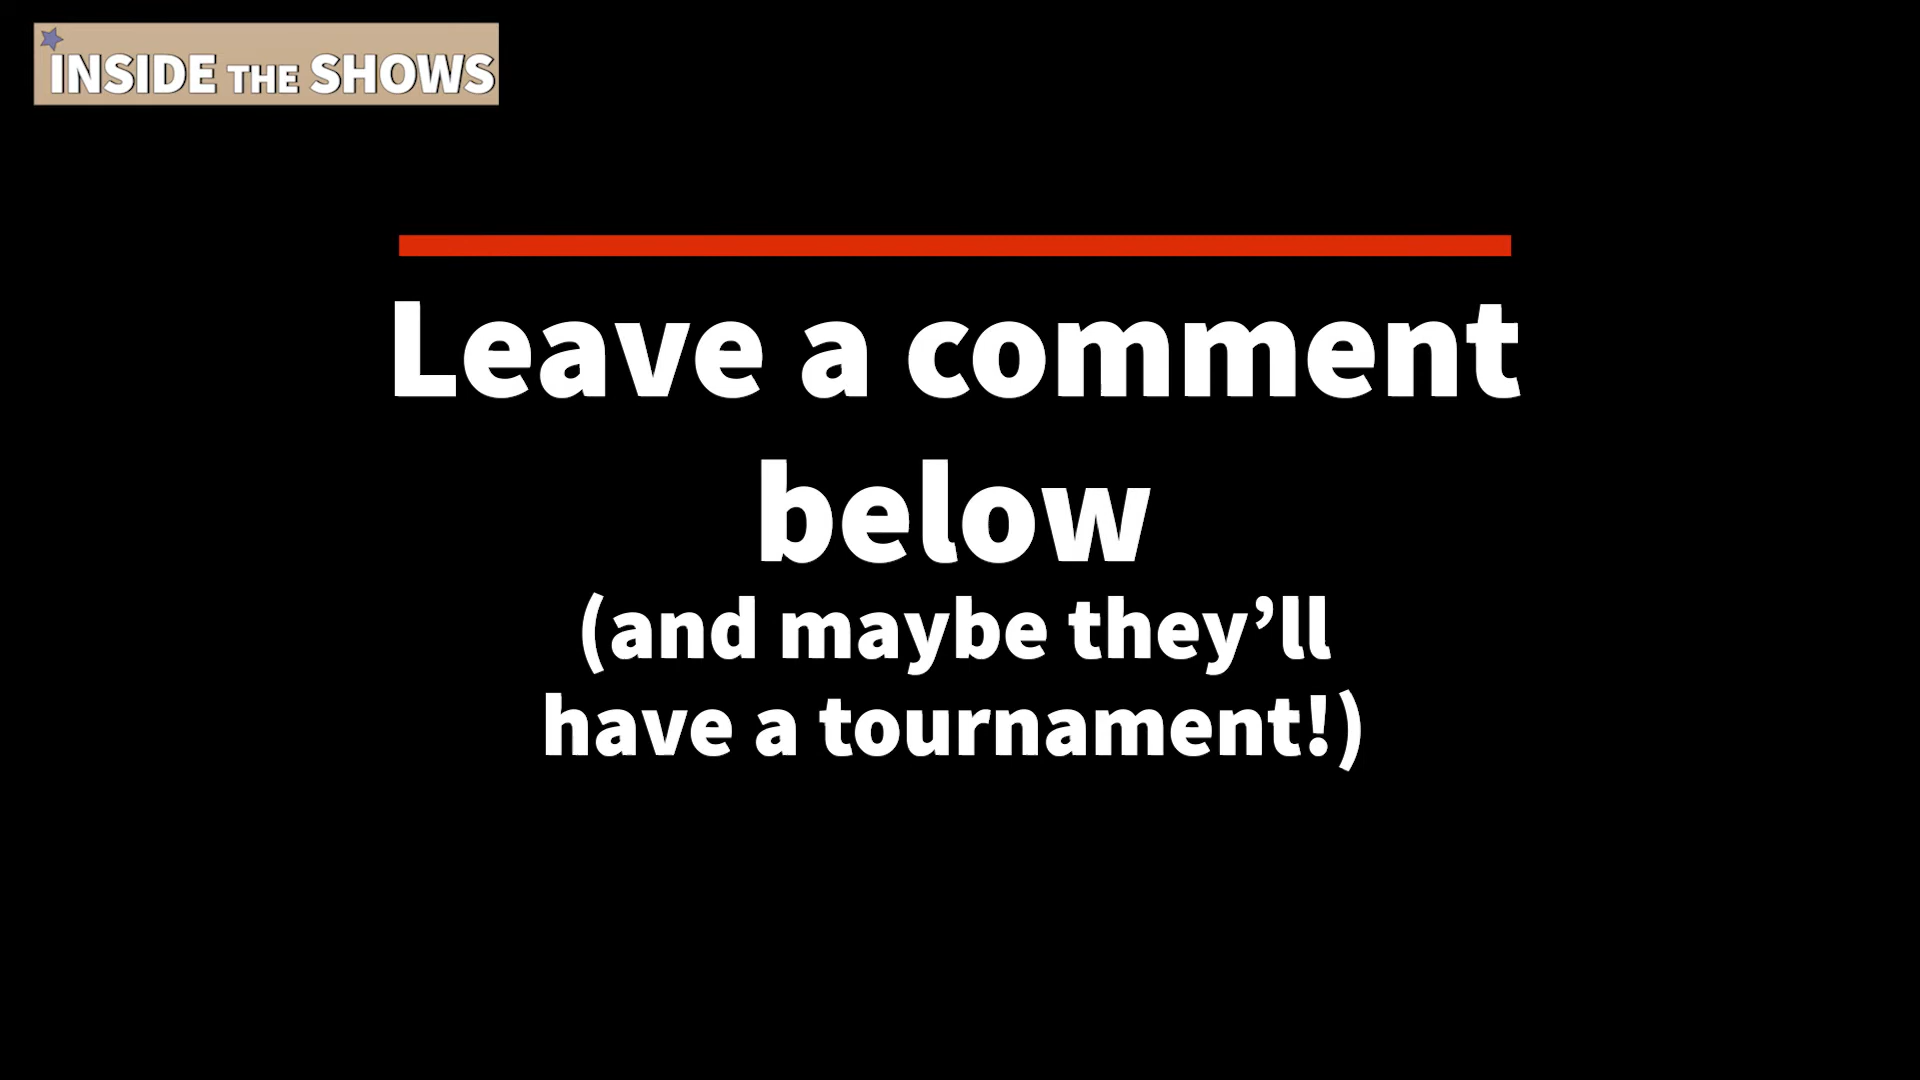 INSIDE THE SHOWS
Leave a comment
below
(and maybe they’ll
have a tournament!)